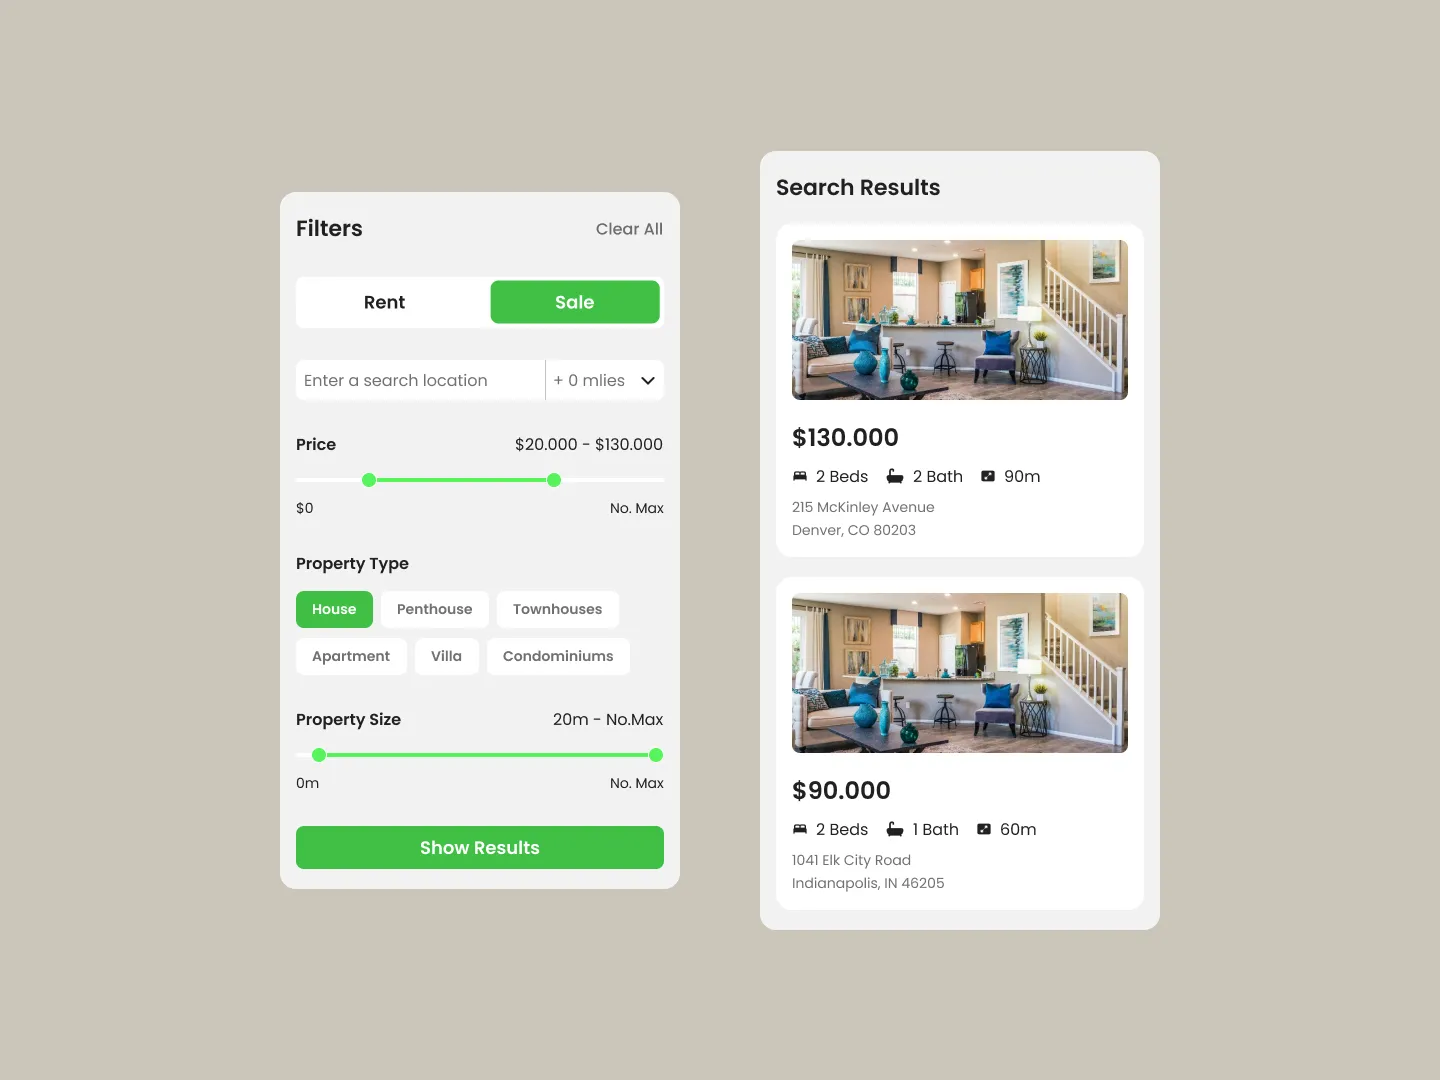 Filters
Clear All
Rent
Sale
Enter a search location
+ 0 mlies
Price
$20.000 - $130.000
$0
No. Max
Property Type
House
Penthouse
Townhouses
Apartment
Villa
Condominiums
Property Size
20m - No.Max
0m
No. Max
Show Results
Search Results
$130.000
2 Beds
2 Bath
90m
215 McKinley Avenue
Denver, CO 80203
$90.000
2 Beds
1 Bath
60m
1041 Elk City Road
Indianapolis, IN 46205